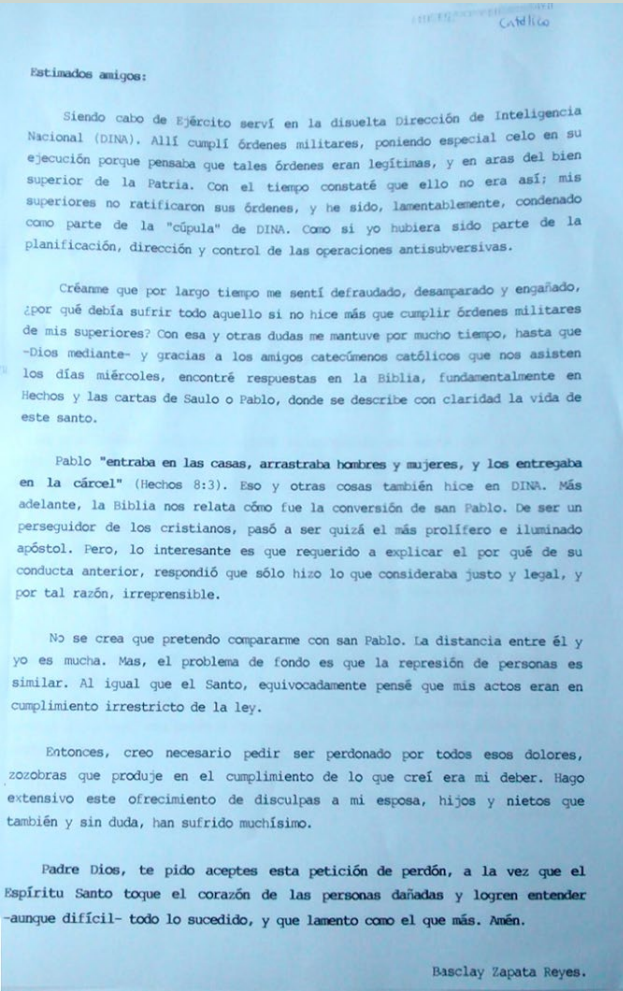 Católico
Estimados amigos:
Siendo cabo de Ejército serví en la disuelta Dirección de Inteligencia
Nacional (DINA). Allí cumplí órdenes militares, poniendo especial celo en su
ejecución porque pensaba que tales órdenes eran legítimas, y en aras del bien
superior de la Patria. Con el tiempo constaté que ello no era así; mis
superiores no ratificaron sus órdenes, y he sido, lamentablemente, condenado
como parte de la "cúpula" de DINA. Como si yo hubiera sido parte de la
planificación, dirección y control de las operaciones antisubversivas.
Créanme que por largo tiempo me sentí defraudado, desamparado y engañado,
¿por qué debía sufrir todo aquello si no hice más que cumplir órdenes militares
de mis superiores? Con esa y otras dudas me mantuve por mucho tiempo, hasta que
-Dios mediante- y gracias a los amigos catecúmenos católicos que nos asisten
los días miércoles, encontré respuestas en la Biblia, fundamentalmente en
Hechos y las cartas de Saulo o Pablo, donde se describe con claridad la vida de
este santo.
Pablo "entraba en las casas, arrastraba hombres y mujeres, y los entregaba
en la cárcel" (Hechos 8:3). Eso y otras cosas también hice en DINA. Más
adelante, la Biblia nos relata cómo fue la conversión de san Pablo. De ser un
perseguidor de los cristianos, pasó a ser quizá el más prolífero e iluminado
apóstol. Pero, lo interesante es que requerido a explicar el por qué de su
conducta anterior, respondió que sólo hizo lo que consideraba justo y legal, y
por tal razón, irreprensible.
No se crea que pretendo compararme con san Pablo. La distancia entre él y
yo es mucha. Mas, el problema de fondo es que la represión de personas es
similar. Al igual que el Santo, equivocadamente pensé que mis actos eran en
cumplimiento irrestricto de la ley.
Entonces, creo necesario pedir ser perdonado por todos esos dolores,
zozobras que produje en el cumplimiento de lo que creí era mi deber. Hago
extensivo este ofrecimiento de disculpas a mi esposa, hijos y nietos que
también y sin duda, han sufrido muchísimo.
Padre Dios, te pido aceptes esta petición de perdón, a la vez que el
Espíritu Santo toque el corazón de las personas dañadas y logren entender
-aunque difícil- todo lo sucedido, y que lamento como el que más. Amén.
Basclay Zapata Reyes.